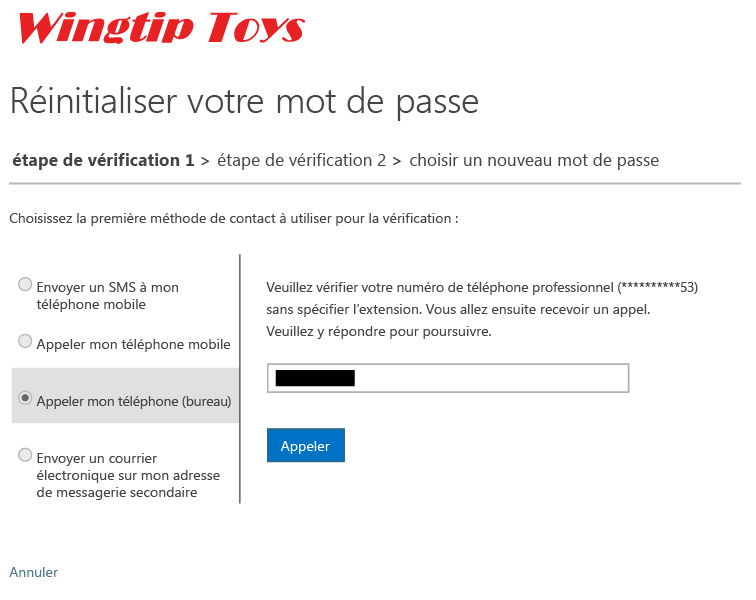 Wingtip Toys
Réinitialiser votre mot de passe
étape de vérification 1 > étape de vérification 2 > choisir un nouveau mot de passe
Choisissez la première méthode de contact à utiliser pour la vérification :
Envoyer un SMS à mon
téléphone mobile
Appeler mon téléphone mobile
Appeler mon téléphone (bureau)
Envoyer un courrier
électronique sur mon adresse
de messagerie secondaire
Veuillez vérifier votre numéro de téléphone professionnel (**********53)
sans spécifier l’extension. Vous allez ensuite recevoir un appel.
Veuillez y répondre pour poursuivre.
Appeler
Annuler